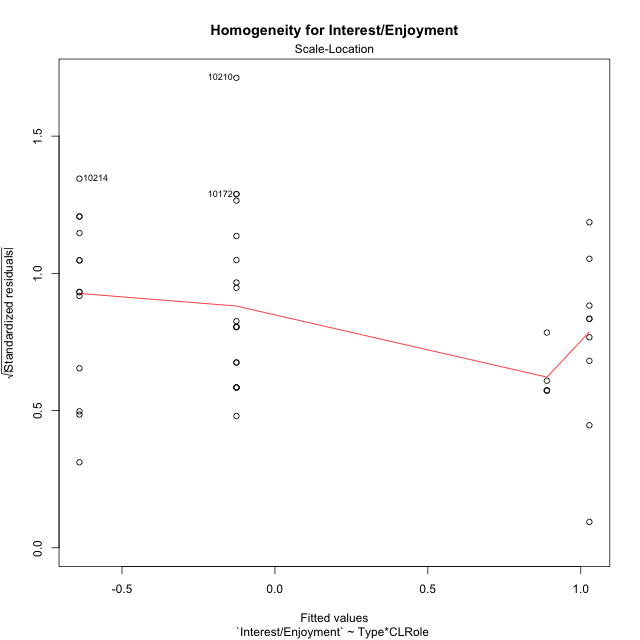 Homogeneity for Interest/Enjoyment
Scale-Location
10210
10214
10172
√|Standardized residuals|
0.0
0.5
1.0
1.5
-0.5
0.0
0.5
1.0
Fitted values
`Interest/Enjoyment` ~ Type*CLRole